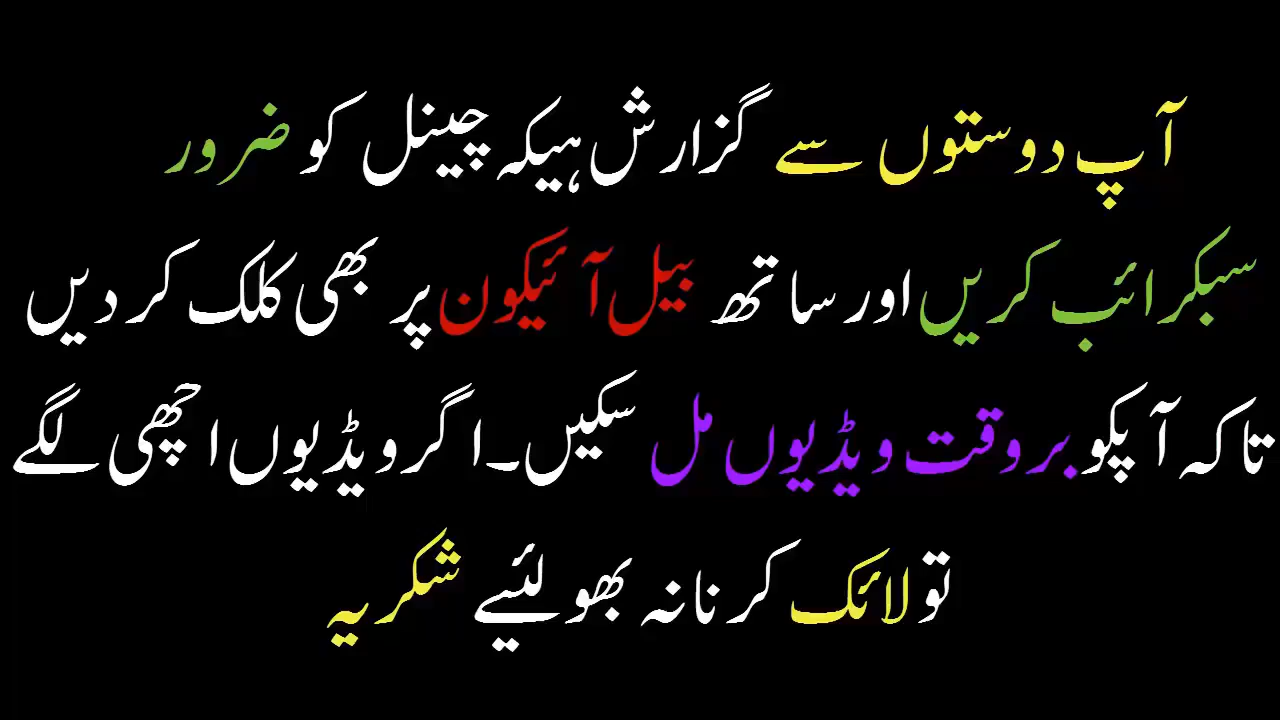 آپ دوستوں سے گزارش ہیکہ چینل کو ضرور
سبکرائب کریں اور ساتھ بیل آئیکون پر بھی کلک کر دیں
تاکہ آپکو بروقت ویڈیوں مل سکیں۔ اگر ویڈیوں اچھی لگے
تو لائک کرنا نہ بھولئیے شکریہ